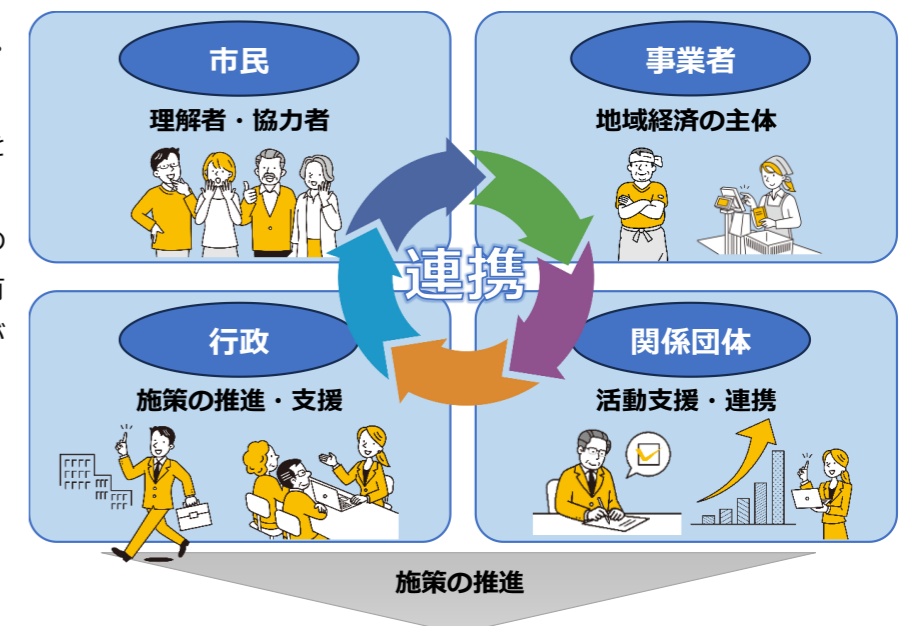 市民
理解者・協力者
事業者
地域経済の主体
連携
行政
施策の推進・支援
関係団体
活動支援・連携
施策の推進